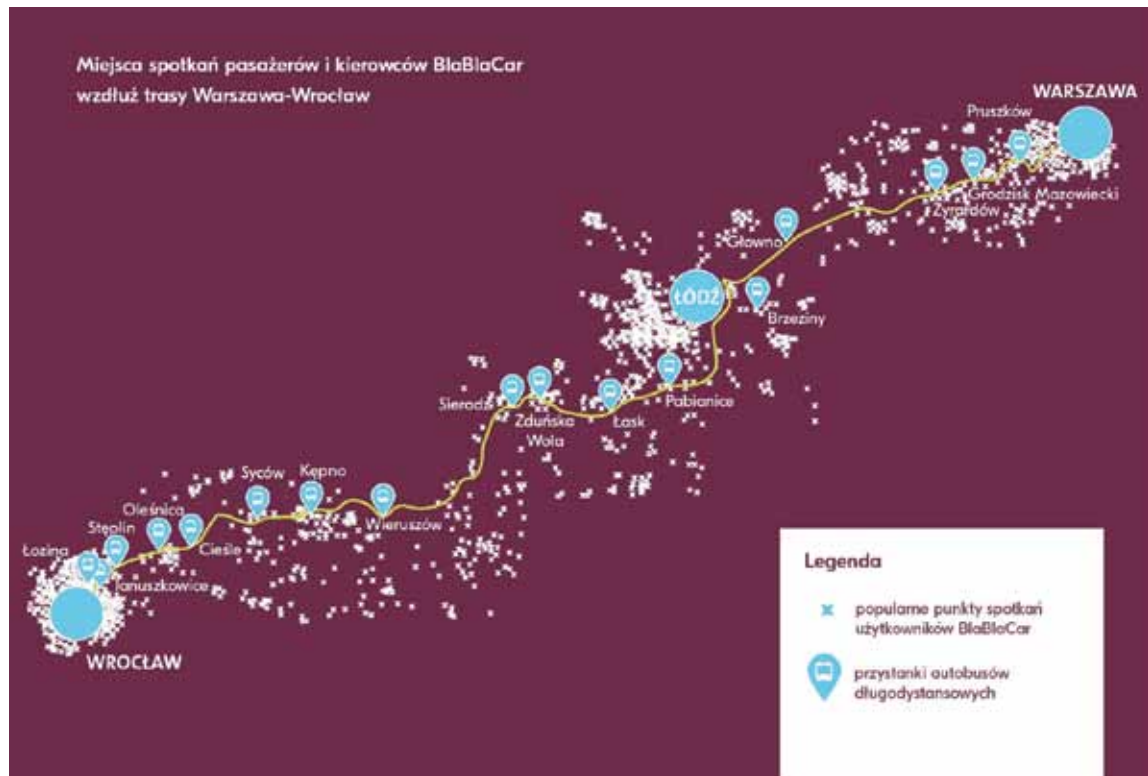 Miejsca spotkań pasażerów i kierowców BlaBlaCar
wzdłuż trasy Warszawa-Wrocław
WARSZAWA
Pruszków
Grodzisk Mazowiecki
Żyrardów
Głowno
ŁÓDŹ
Brzeziny
Pabianice
Łask
Zduńska
Wola
Sieradz
Kępno
Syców
Wieruszów
Oleśnica
Cieśle
Stęplin
Łozina
Januszkowice
WROCŁAW
Legenda
popularne punkty spotkań
użytkowników BlaBlaCar
przystanki autobusów
długodystansowych